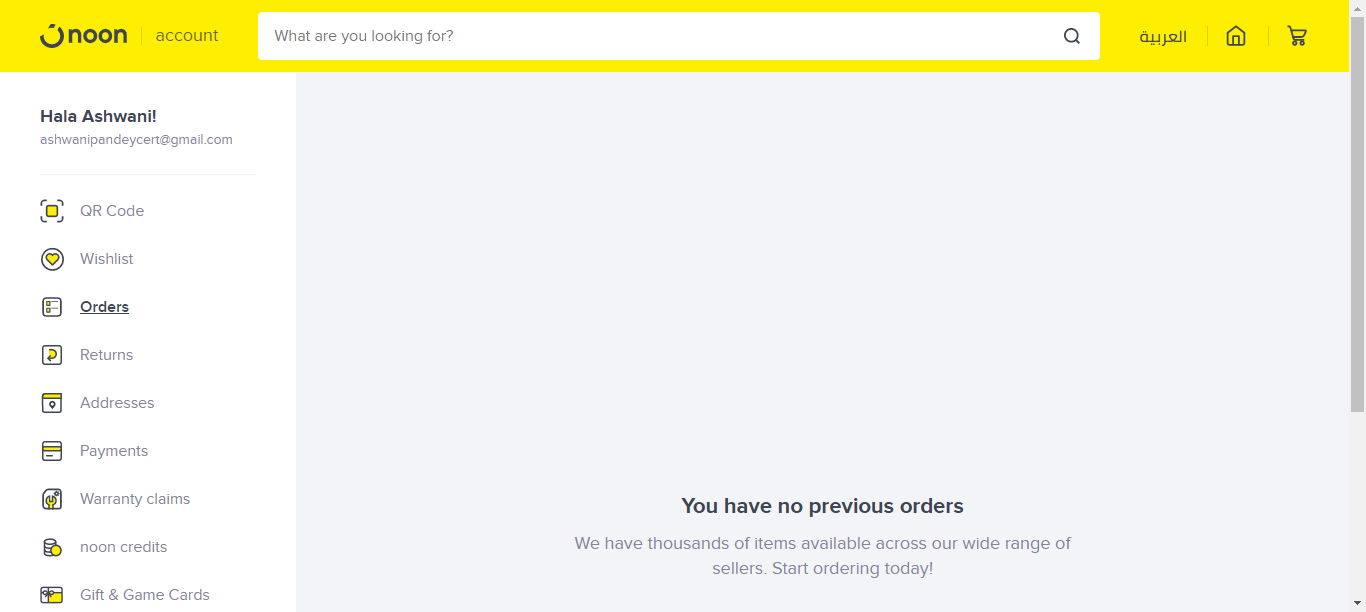 noon
account
What are you looking for?
العربية
Hala Ashwani!
ashwanipandeycert@gmail.com
QR Code
Wishlist
Orders
Returns
Addresses
Payments
Warranty claims
noon credits
Gift & Game Cards
You have no previous orders
We have thousands of items available across our wide range of
sellers. Start ordering today!